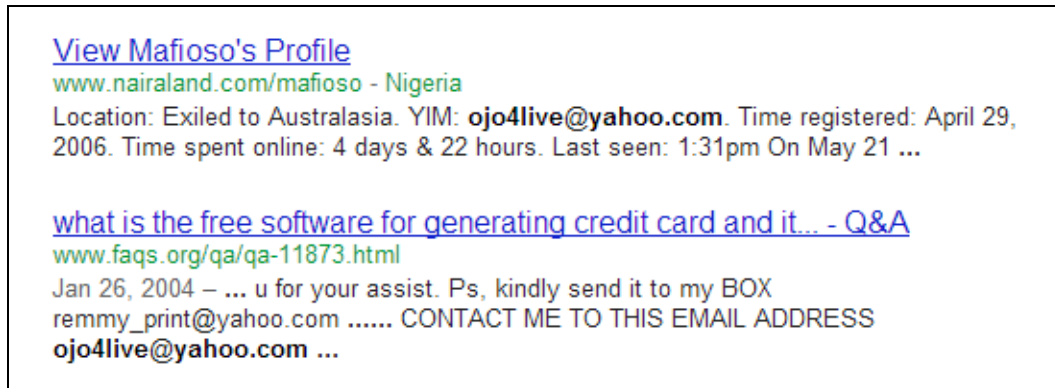 View Mafioso's Profile
www.nairaland.com/mafioso - Nigeria
Location: Exiled to Australasia. YIM: ojo4live@yahoo.com. Time registered: April 29,
2006. Time spent online: 4 days & 22 hours. Last seen: 1:31pm On May 21 ...
what is the free software for generating credit card and it... - Q&A
www.faqs.org/qa/qa-11873.html
Jan 26, 2004 – ... u for your assist. Ps, kindly send it to my BOX
remmy_print@yahoo.com ...... CONTACT ME TO THIS EMAIL ADDRESS
ojo4live@yahoo.com ...